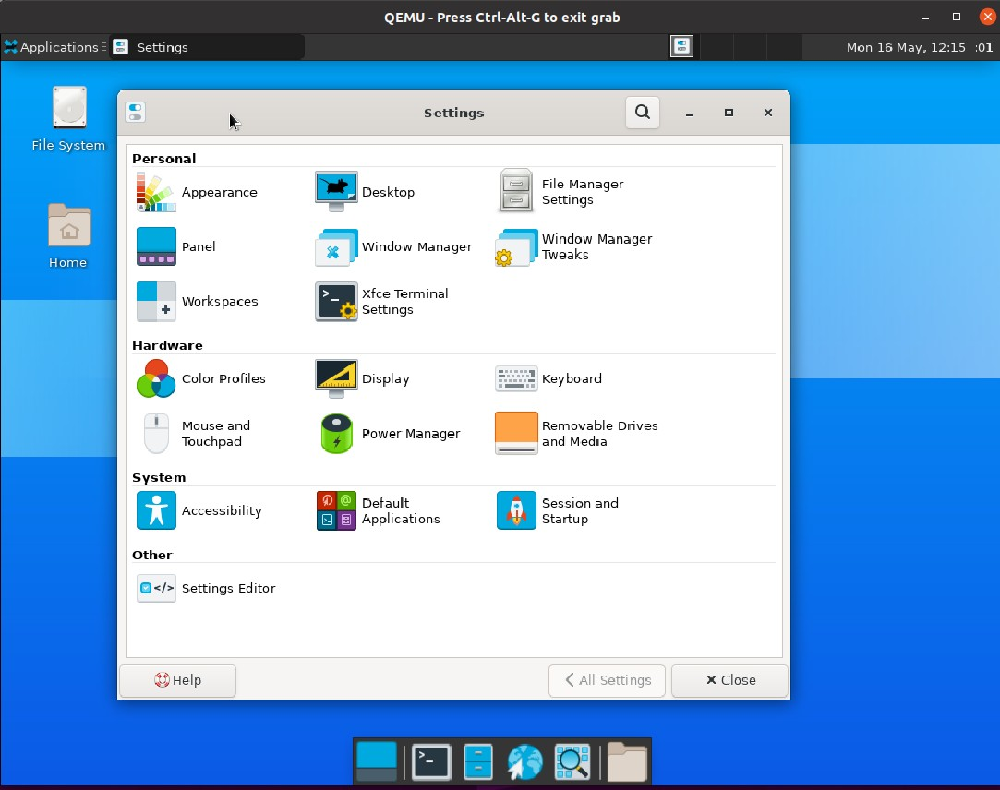 QEMU - Press Ctrl-Alt-G to exit grab
Applications
Settings
Mon 16 May, 12:15 :01
File System
Home
Settings
Personal
Appearance
Desktop
File Manager
Settings
Panel
Window Manager
Window Manager
Tweaks
Workspaces
Xfce Terminal
Settings
Hardware
Color Profiles
Display
Keyboard
Mouse and
Touchpad
Power Manager
Removable Drives
and Media
System
Accessibility
Default
Applications
Session and
Startup
Other
Settings Editor
Help
All Settings
Close